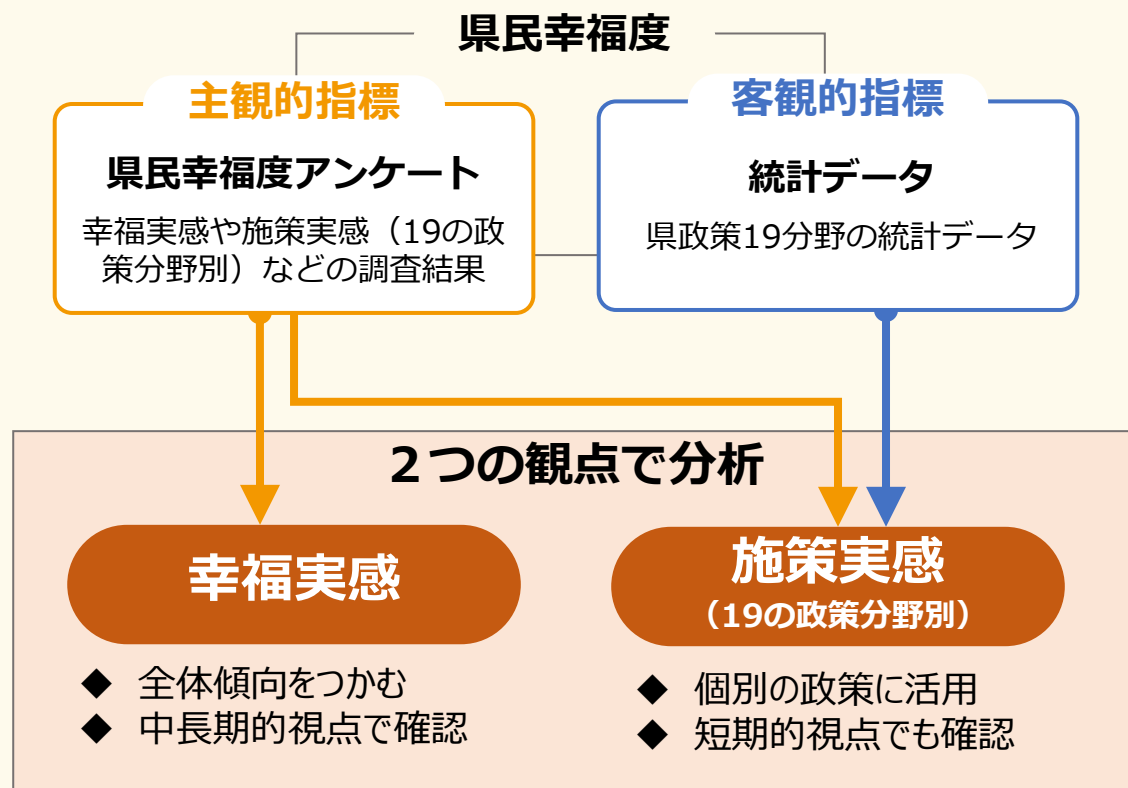 県民幸福度
主観的指標
県民幸福度アンケート
幸福実感や施策実感（19の政
策分野別）などの調査結果
客観的指標
統計データ
県政策19分野の統計データ
２つの観点で分析
幸福実感
◆ 全体傾向をつかむ
◆ 中長期的視点で確認
施策実感
（19の政策分野別）
◆ 個別の政策に活用
◆ 短期的視点でも確認